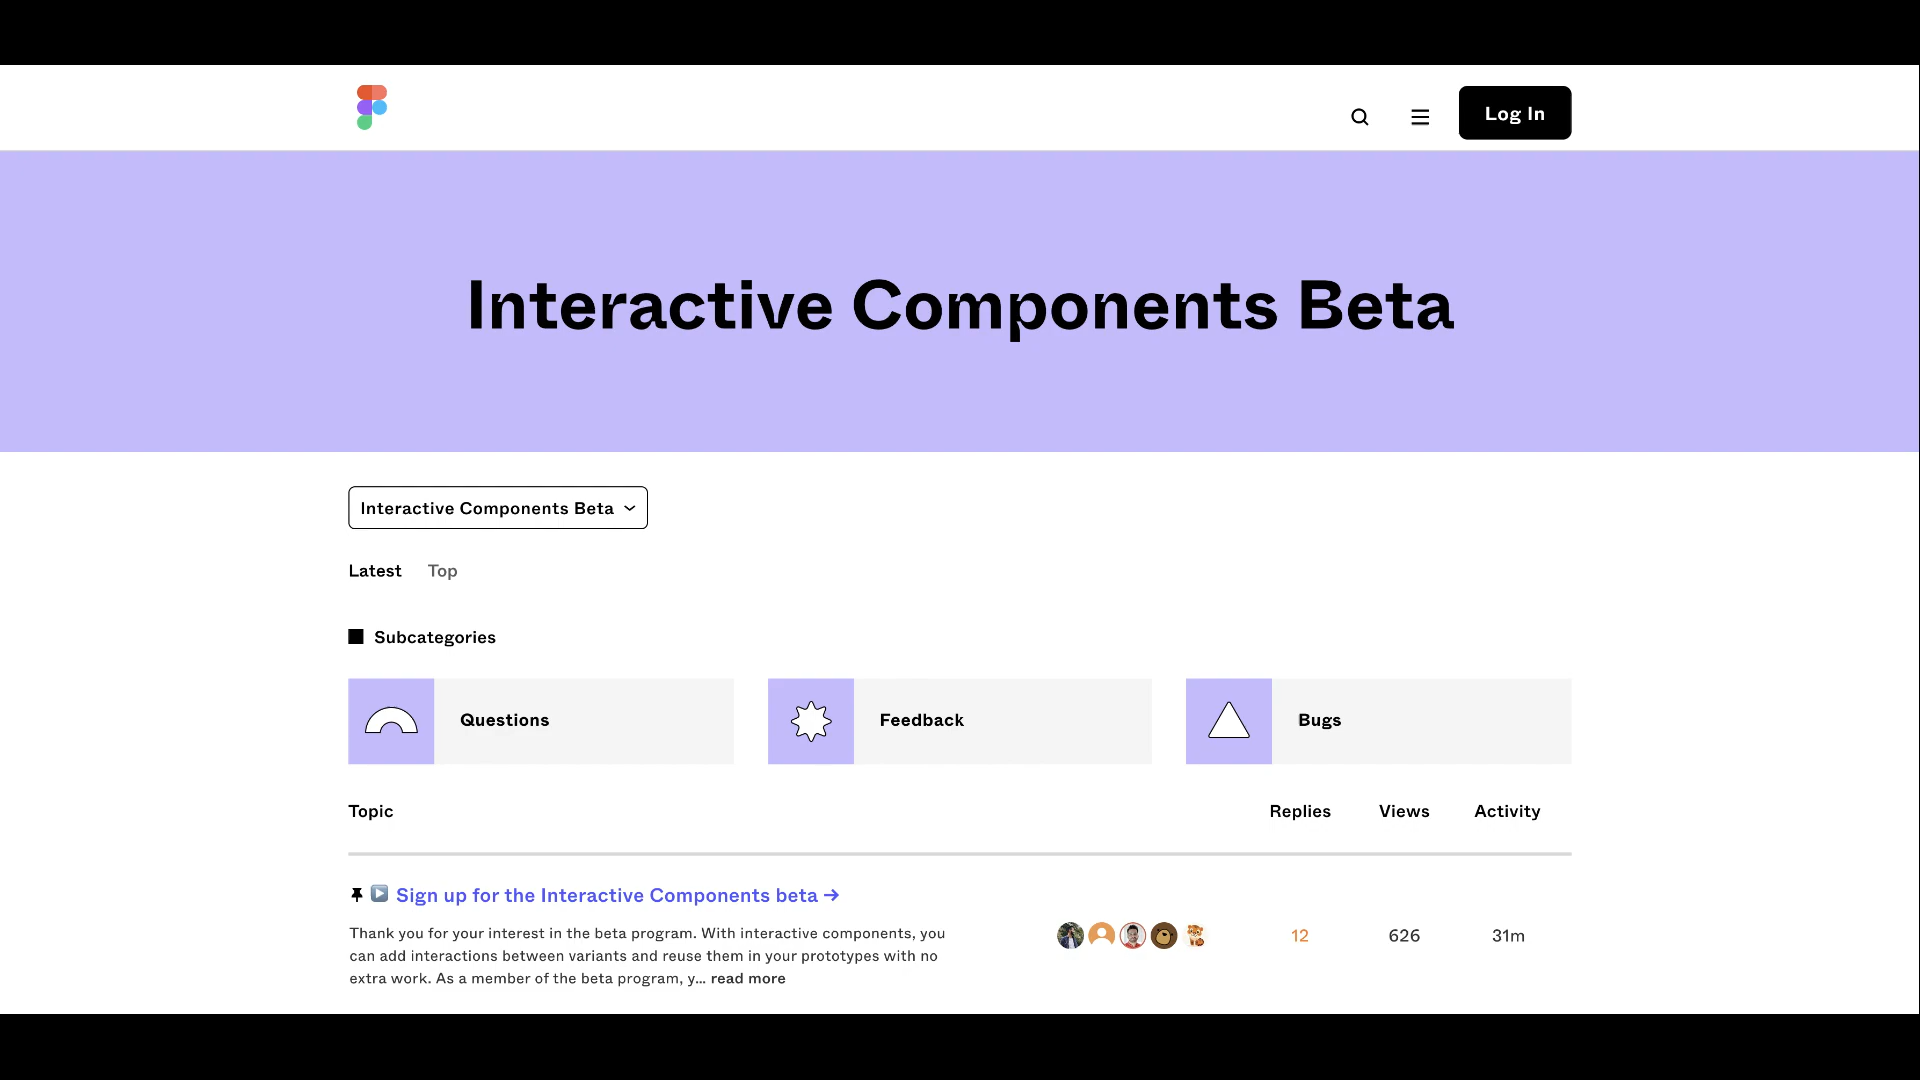 Log In
Interactive Components Beta
Interactive Components Beta
Latest Top
Subcategories
Questions Feedback Bugs
Topic Replies Views Activity
Sign up for the Interactive Components beta →
Thank you for your interest in the beta program. With interactive components, you
can add interactions between variants and reuse them in your prototypes with no
extra work. As a member of the beta program, y… read more
12 626 31m